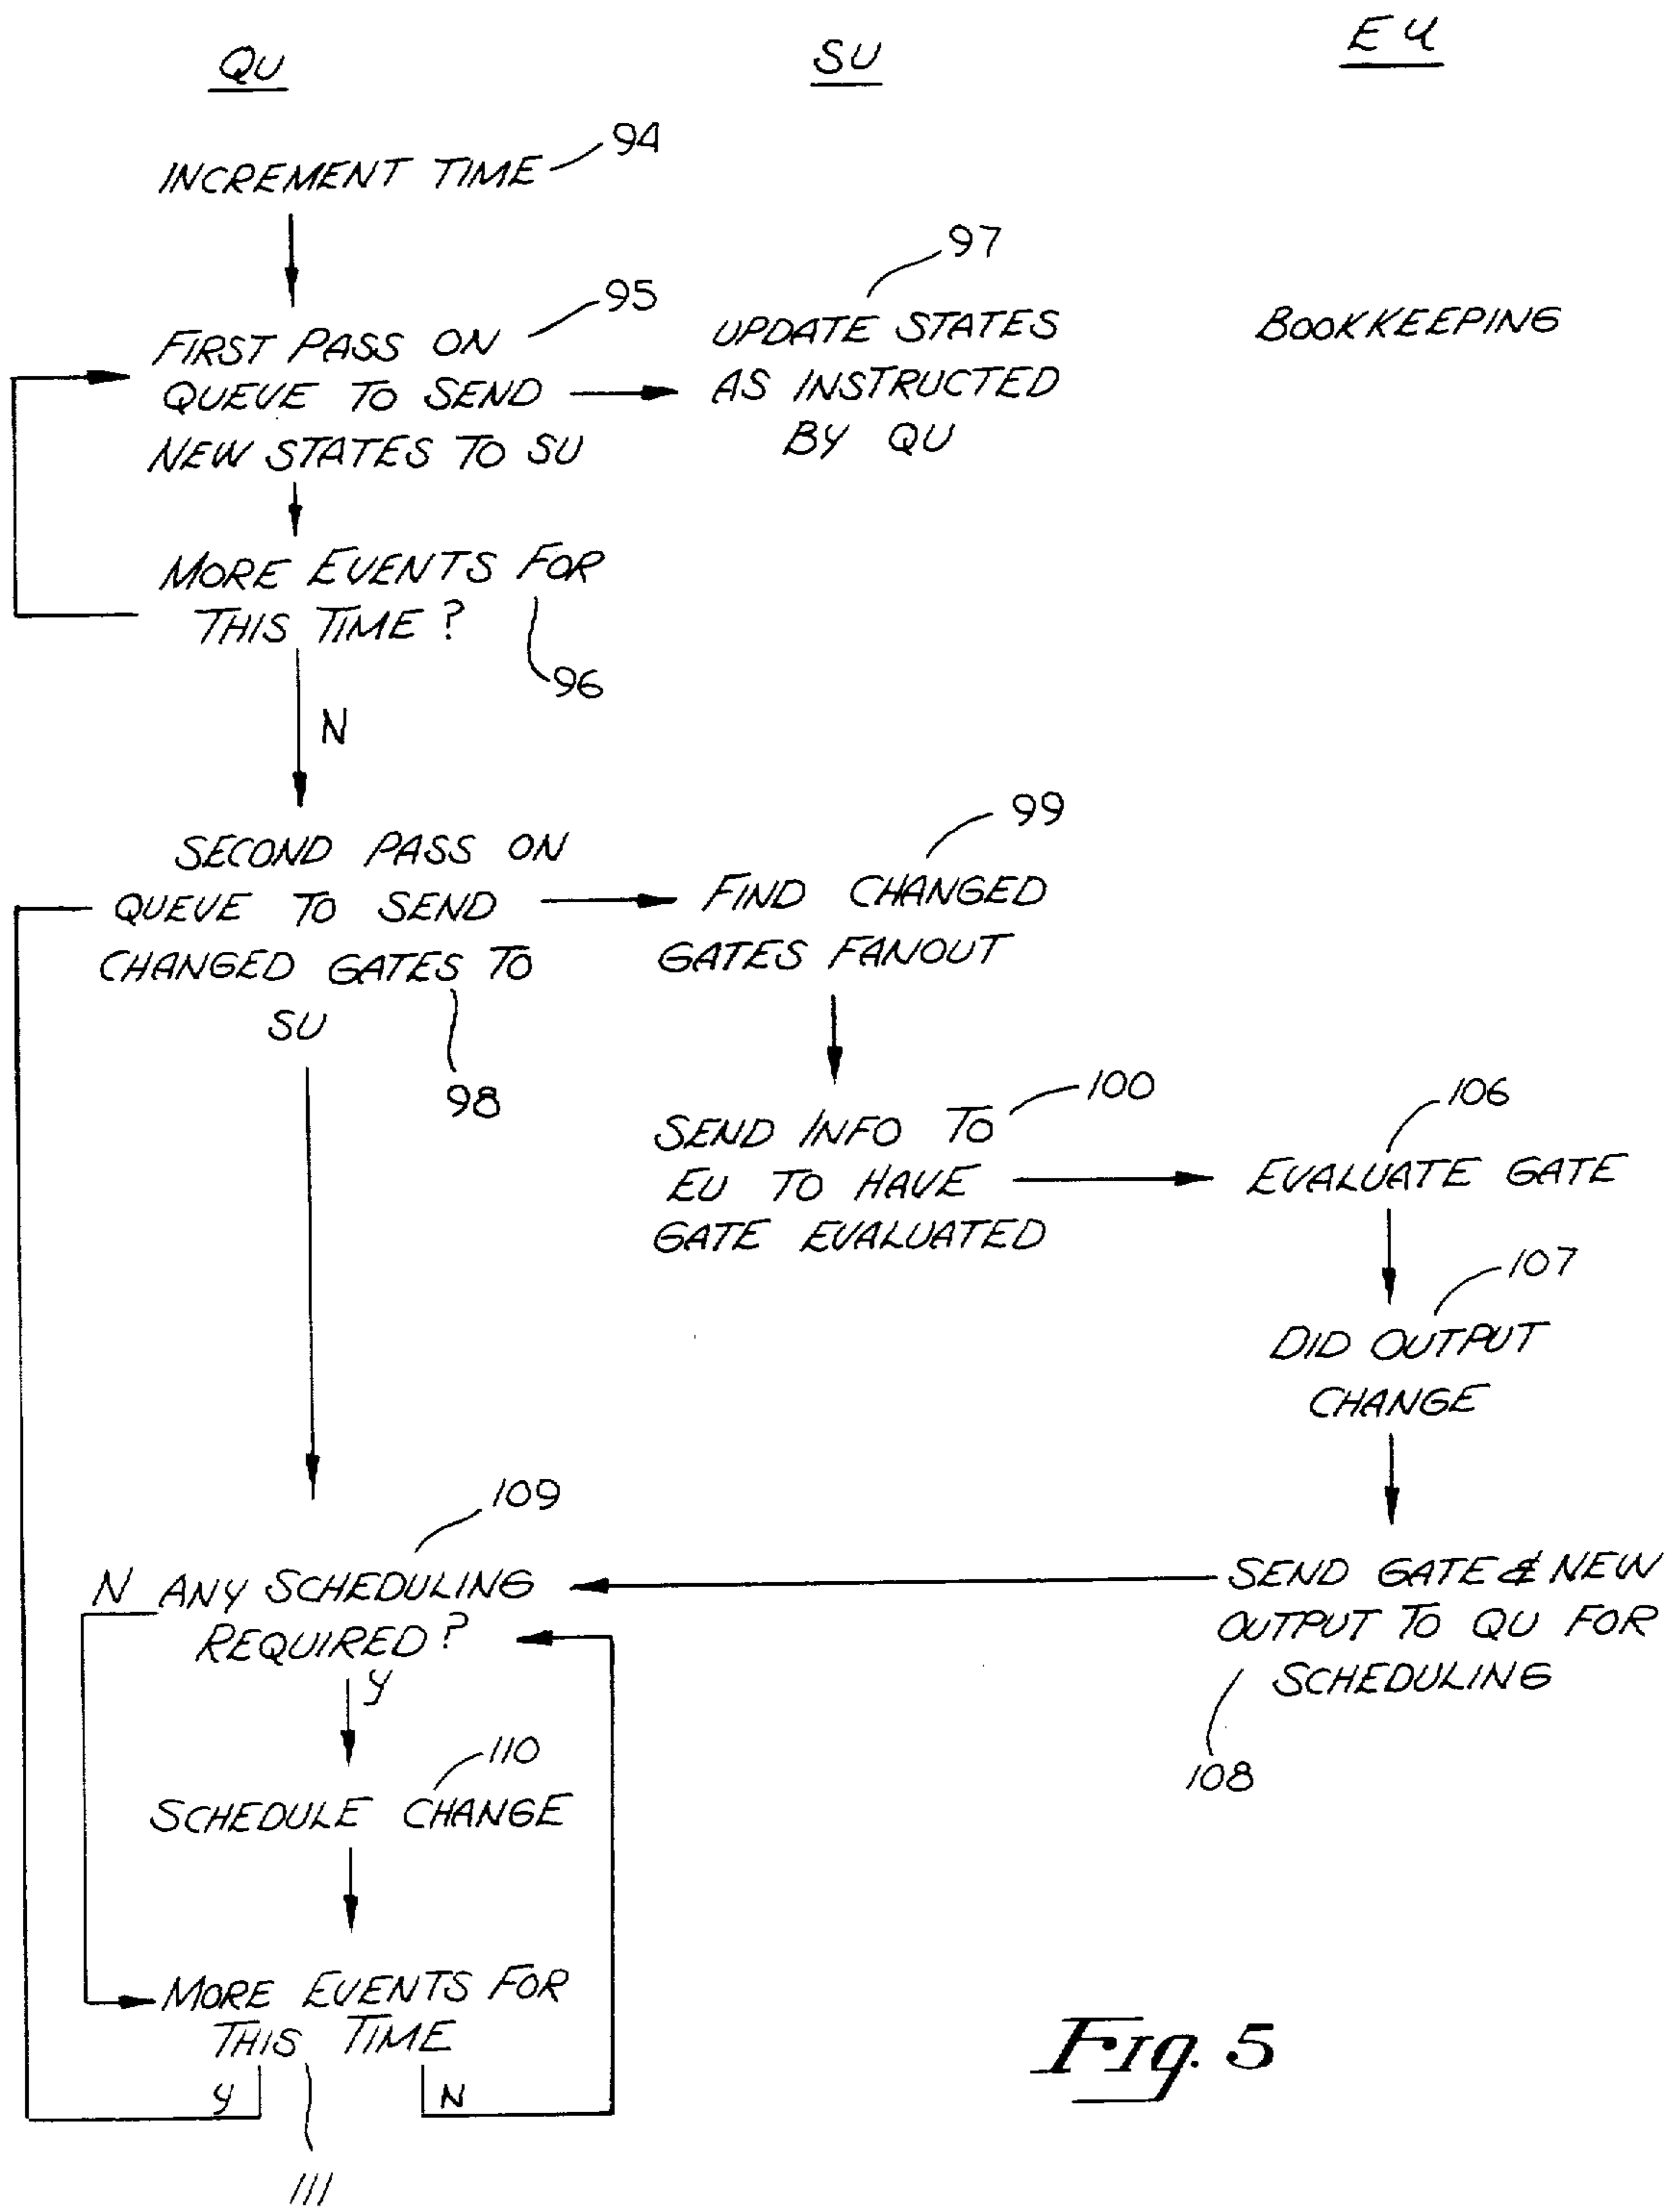 QU
SU
EU
94
INCREMENT TIME
95
FIRST PASS ON
QUEUE TO SEND
NEW STATES TO SU
97
UPDATE STATES
AS INSTRUCTED
BY QU
BOOKKEEPING
MORE EVENTS FOR
THIS TIME?
96
N
SECOND PASS ON
QUEUE TO SEND
CHANGED GATES TO
SU
98
99
FIND CHANGED
GATES FANOUT
100
SEND INFO TO
EU TO HAVE
GATE EVALUATED
106
EVALUATE GATE
107
DID OUTPUT
CHANGE
SEND GATE & NEW
OUTPUT TO QU FOR
SCHEDULING
108
109
N ANY SCHEDULING
REQUIRED?
Y
110
SCHEDULE CHANGE
MORE EVENTS FOR
THIS TIME
Y
N
111
Fig. 5